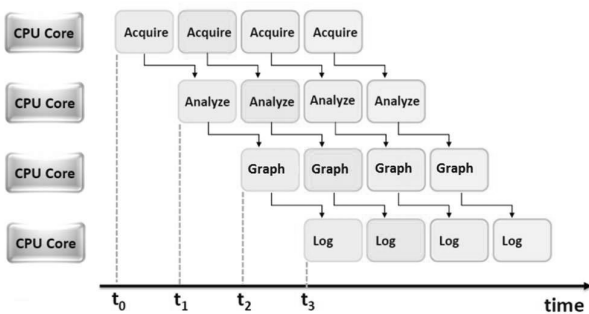 CPU Core Acquire Acquire Acquire Acquire
CPU Core Analyze Analyze Analyze Analyze
CPU Core Graph Graph Graph Graph
CPU Core Log Log Log Log
t0 t1 t2 t3 time